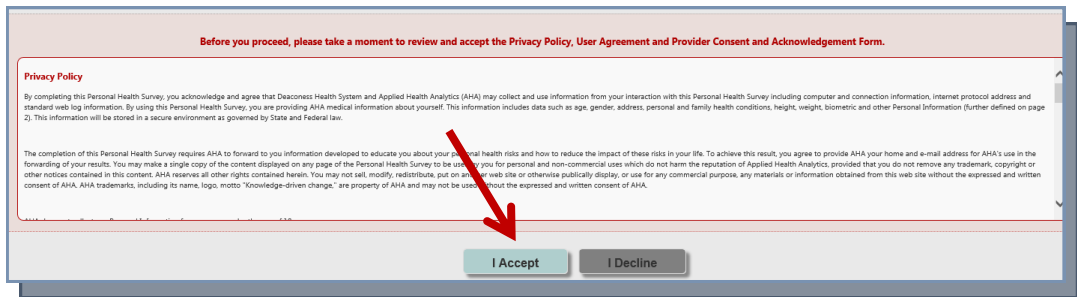 Before you proceed, please take a moment to review and accept the Privacy Policy, User Agreement and Provider Consent and Acknowledgement Form.
Privacy Policy
By completing this Personal Health Survey, you acknowledge and agree that Deaconess Health System and Applied Health Analytics (AHA) may collect and use information from your interaction with this Personal Health Survey including computer and connection information, internet protocol address and
standard web log information. By using this Personal Health Survey, you are providing AHA medical information about yourself. This information includes data such as age, gender, address, personal and family health conditions, height, weight, biometric and other Personal Information (further defined on page
2). This information will be stored in a secure environment as governed by State and Federal law.
The completion of this Personal Health Survey requires AHA to forward to you information developed to educate you about your personal health risks and how to reduce the impact of these risks in your life. To achieve this result, you agree to provide AHA your home and e-mail address for AHA's use in the
forwarding of your results. You may make a single copy of the content displayed on any page of the Personal Health Survey to be used by you for personal and non-commercial uses which do not harm the reputation of Applied Health Analytics, provided that you do not remove any trademark, copyright or
other notices contained in this content. AHA reserves all other rights contained herein. You may not sell, modify, redistribute, put on another web site or otherwise publically display, or use for any commercial purpose, any materials or information obtained from this web site without the expressed and written
consent of AHA. AHA trademarks, including its name, logo, motto "Knowledge-driven change," are property of AHA and may not be used without the expressed and written consent of AHA.
I Accept
I Decline